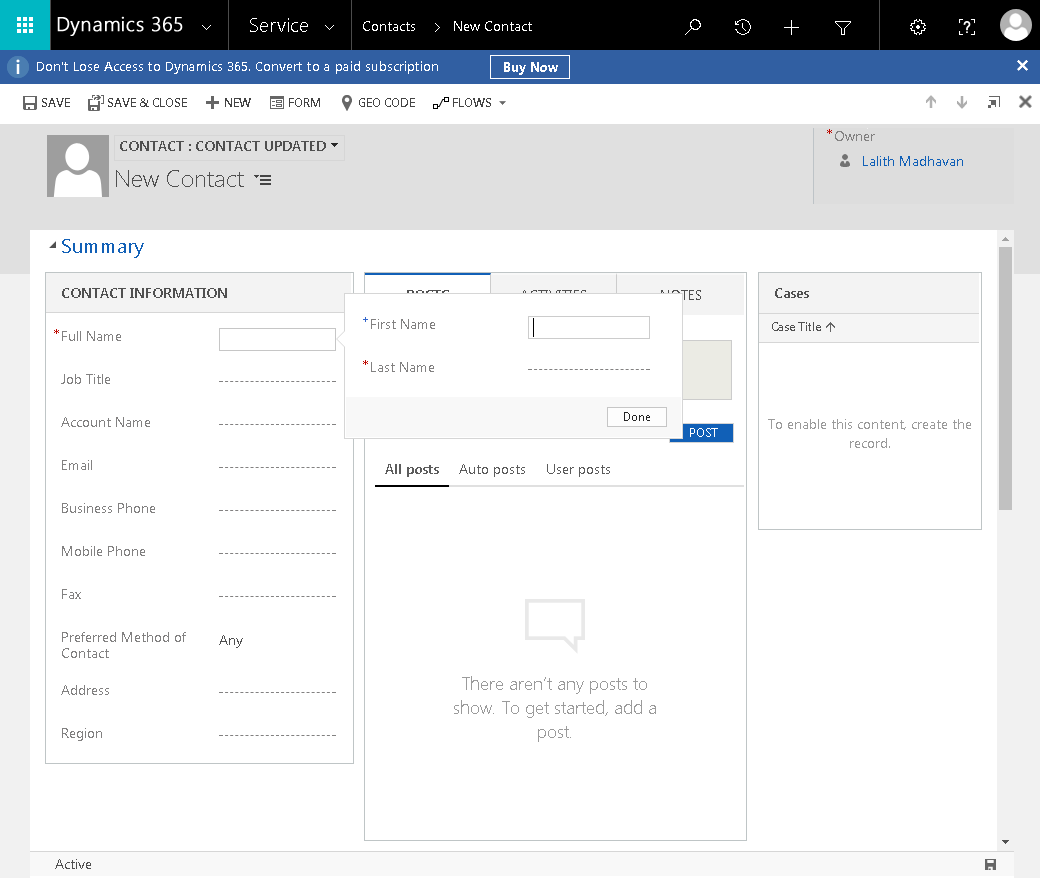 Dynamics 365
Service
Contacts > New Contact
Don't Lose Access to Dynamics 365. Convert to a paid subscription
Buy Now
SAVE
SAVE & CLOSE
NEW
FORM
GEO CODE
FLOWS
CONTACT : CONTACT UPDATED
New Contact
*Owner
Lalith Madhavan
Summary
CONTACT INFORMATION
*Full Name
Job Title
Account Name
Email
Business Phone
Mobile Phone
Fax
Preferred Method of
Contact
Any
Address
Region
POSTS
ACTIVITIES
NOTES
*First Name
*Last Name
Done
POST
All posts
Auto posts
User posts
There aren't any posts to
show. To get started, add a
post.
Cases
Case Title ↑
To enable this content, create the
record.
Active